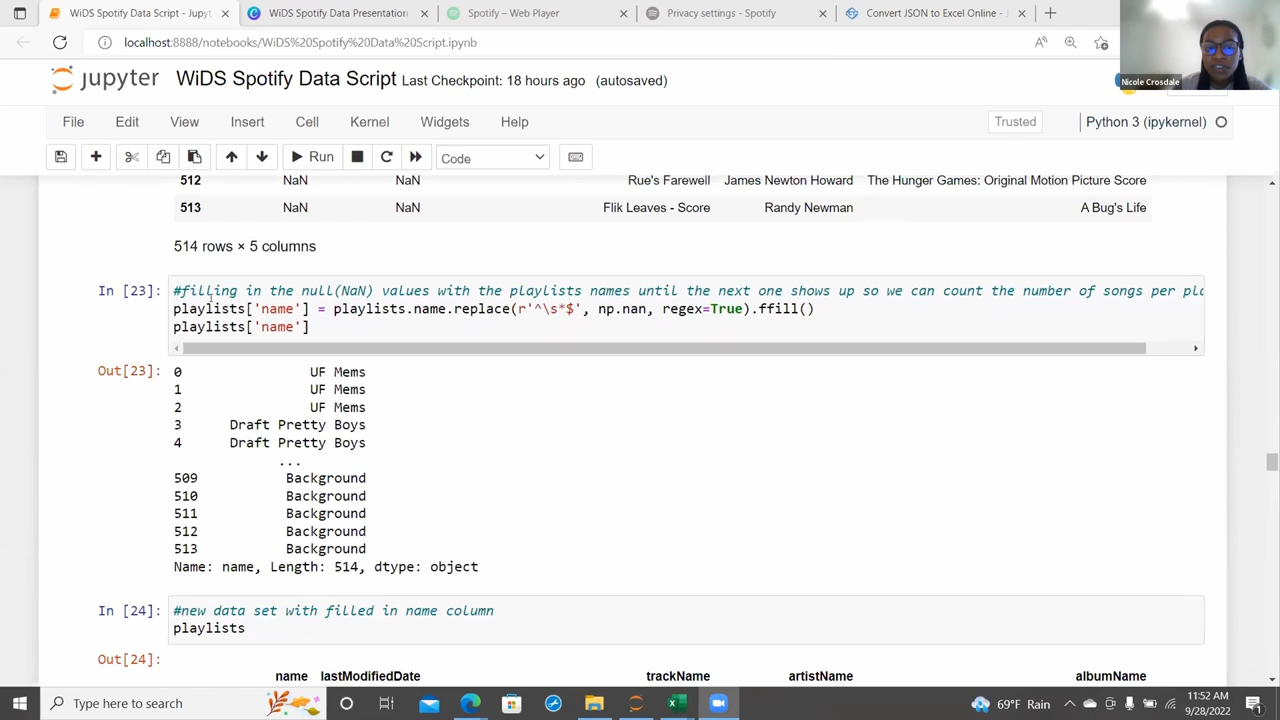 WiDS Spotify Data Script - Jupyt
WiDS Spotify Data Presentation
Spotify – Web Player
Privacy settings - Spotify
Convert JSON to Excel Online -
localhost:8888/notebooks/WiDS%20Spotify%20Data%20Script.ipynb
Nicole Crosdale
jupyter WiDS Spotify Data Script Last Checkpoint: 18 hours ago (autosaved)
File Edit View Insert Cell Kernel Widgets Help Trusted Python 3 (ipykernel)
Run Code
512 NaN NaN Rue's Farewell James Newton Howard The Hunger Games: Original Motion Picture Score
513 NaN NaN Flik Leaves - Score Randy Newman A Bug's Life
514 rows × 5 columns
In [23]: #filling in the null(NaN) values with the playlists names until the next one shows up so we can count the number of songs per pl
playlists['name'] = playlists.name.replace(r'^\s*$', np.nan, regex=True).ffill()
playlists['name']
Out[23]: 0 UF Mems
1 UF Mems
2 UF Mems
3 Draft Pretty Boys
4 Draft Pretty Boys
...
509 Background
510 Background
511 Background
512 Background
513 Background
Name: name, Length: 514, dtype: object
In [24]: #new data set with filled in name column
playlists
Out[24]:
name lastModifiedDate trackName artistName albumName
Type here to search
69°F Rain
11:52 AM
9/28/2022
1